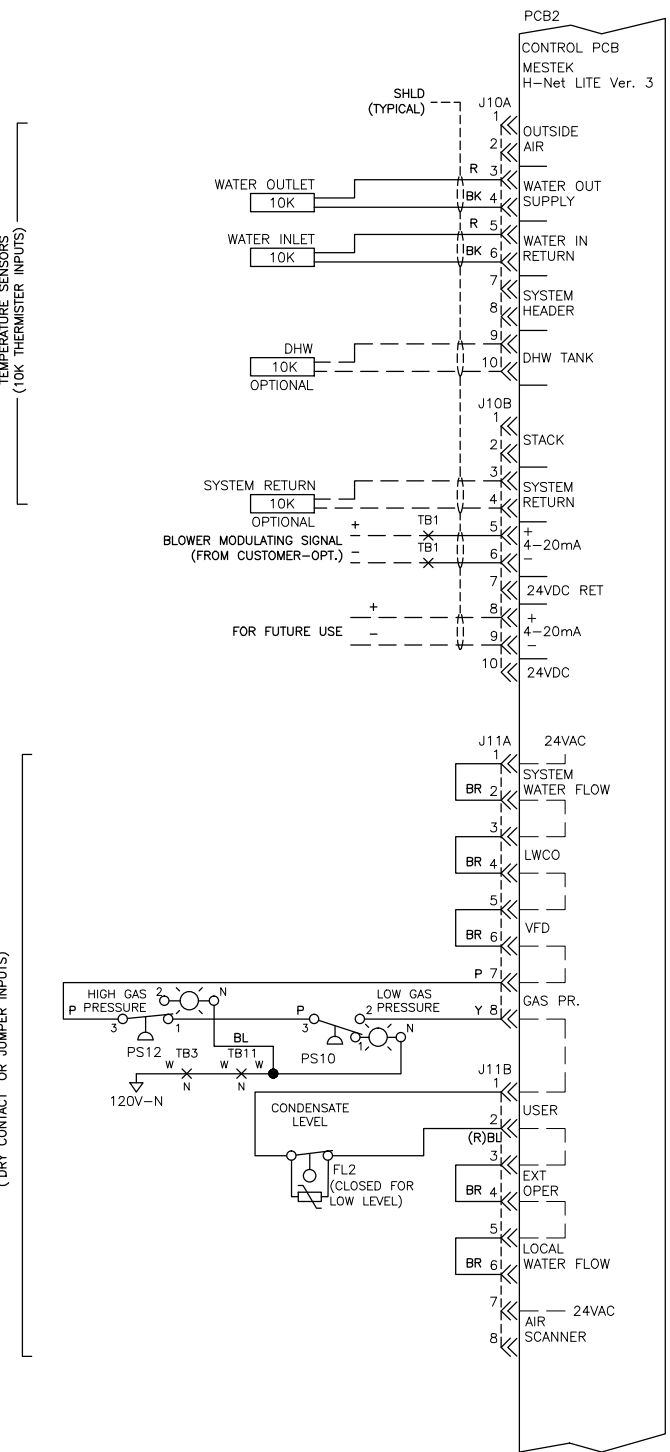 PCB2
CONTROL PCB
MESTEK
H-Net LITE Ver. 3
TEMPERATURE SENSORS
(10K THERMISTER INPUTS)
SHLD
(TYPICAL)
J10A
1
OUTSIDE
2
AIR
WATER OUTLET
10K
R 3
WATER OUT
BK 4
SUPPLY
WATER INLET
10K
R 5
WATER IN
BK 6
RETURN
7
SYSTEM
8
HEADER
DHW
10K
OPTIONAL
9
10
DHW TANK
J10B
1
STACK
2
SYSTEM RETURN
10K
OPTIONAL
3
SYSTEM
4
RETURN
BLOWER MODULATING SIGNAL
(FROM CUSTOMER-OPT.)
+
TB1
5
+
4-20mA
-
TB1
6
-
7
24VDC RET
FOR FUTURE USE
+
8
+
4-20mA
-
9
-
10
24VDC
(DRY CONTACT OR JUMPER INPUTS)
J11A
24VAC
1
SYSTEM
BR 2
WATER FLOW
3
LWCO
BR 4
5
VFD
BR 6
P 7
GAS PR.
Y 8
HIGH GAS
PRESSURE
P
3
1
2
N
PS12
BL
P
3
LOW GAS
PRESSURE
2
1
N
PS10
TB3
TB11
W
W
W
N
N
120V-N
J11B
1
USER
2
(R)BL
CONDENSATE
LEVEL
FL2
(CLOSED FOR
LOW LEVEL)
3
EXT
BR 4
OPER
5
LOCAL
BR 6
WATER FLOW
7
24VAC
AIR
8
SCANNER